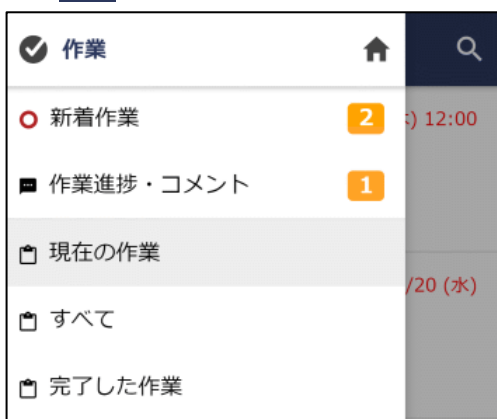 作業
新着作業 2
) 12:00
作業進捗・コメント 1
現在の作業
/20 (水)
すべて
完了した作業